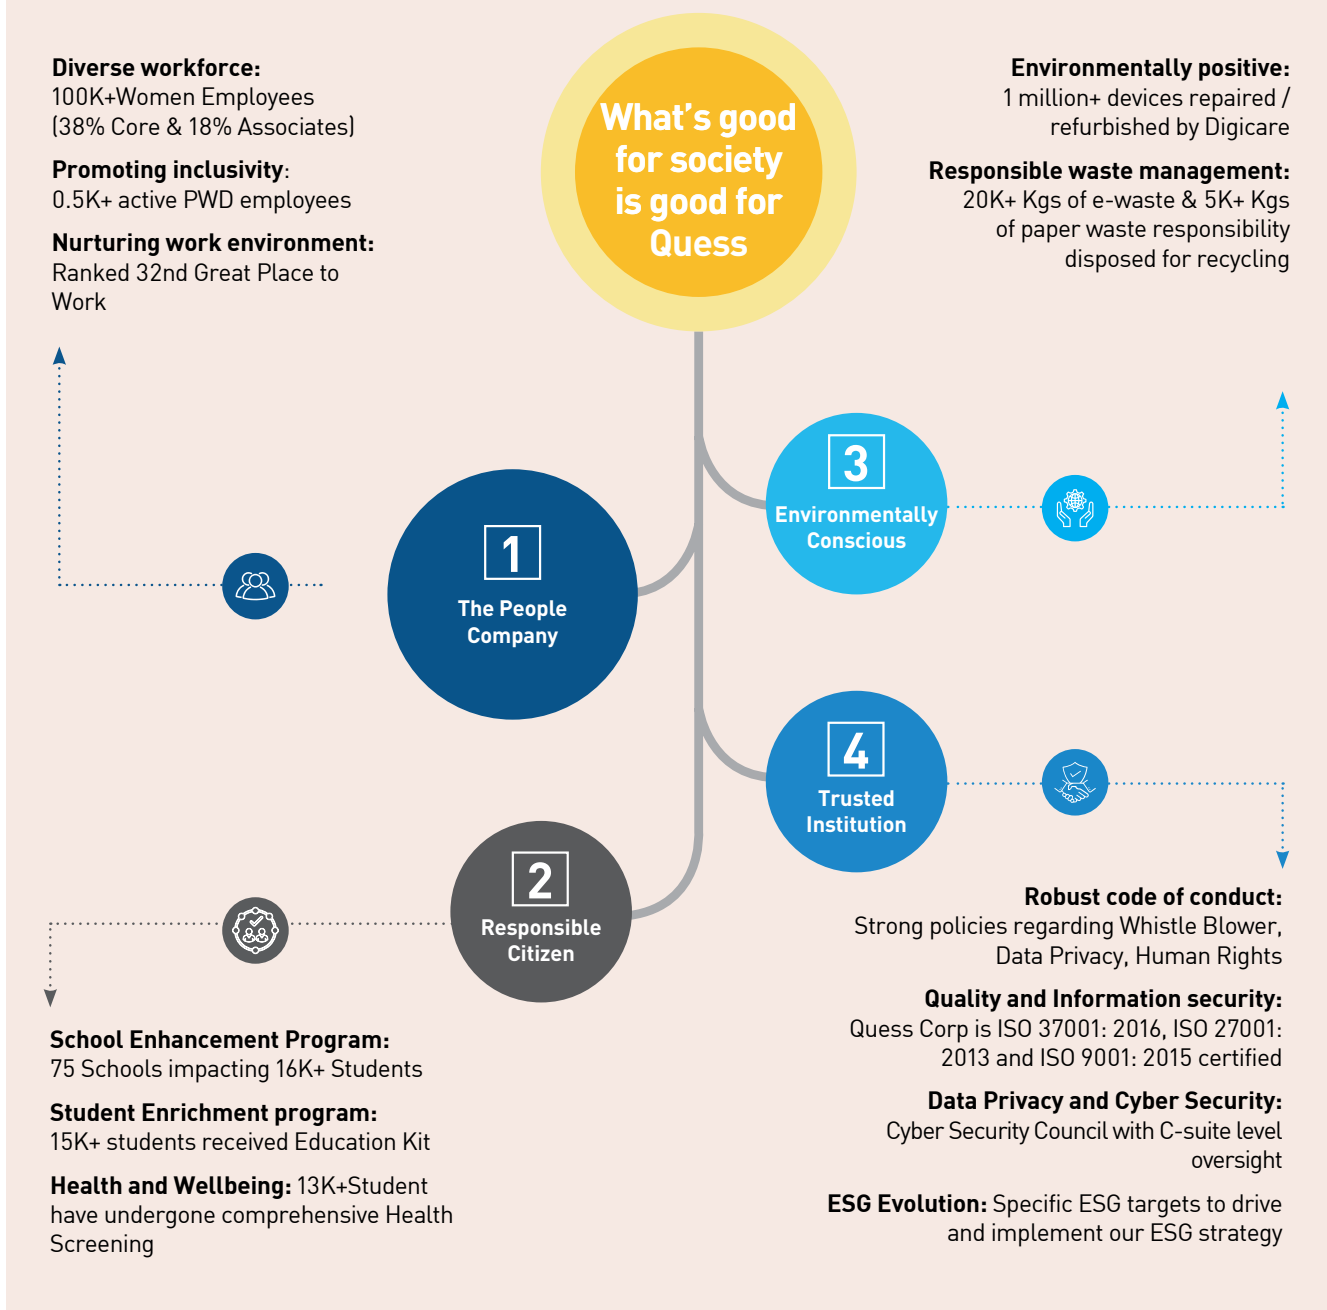 What's good
for society
is good for
Quess
Diverse workforce:
100K+Women Employees
(38% Core & 18% Associates)
Promoting inclusivity:
0.5K+ active PWD employees
Nurturing work environment:
Ranked 32nd Great Place to
Work
1
The People
Company
2
Responsible
Citizen
School Enhancement Program:
75 Schools impacting 16K+ Students
Student Enrichment program:
15K+ students received Education Kit
Health and Wellbeing: 13K+Student
have undergone comprehensive Health
Screening
Environmentally positive:
1 million+ devices repaired /
refurbished by Digicare
Responsible waste management:
20K+ Kgs of e-waste & 5K+ Kgs
of paper waste responsibility
disposed for recycling
3
Environmentally
Conscious
4
Trusted
Institution
Robust code of conduct:
Strong policies regarding Whistle Blower,
Data Privacy, Human Rights
Quality and Information security:
Quess Corp is ISO 37001: 2016, ISO 27001:
2013 and ISO 9001: 2015 certified
Data Privacy and Cyber Security:
Cyber Security Council with C-suite level
oversight
ESG Evolution: Specific ESG targets to drive
and implement our ESG strategy